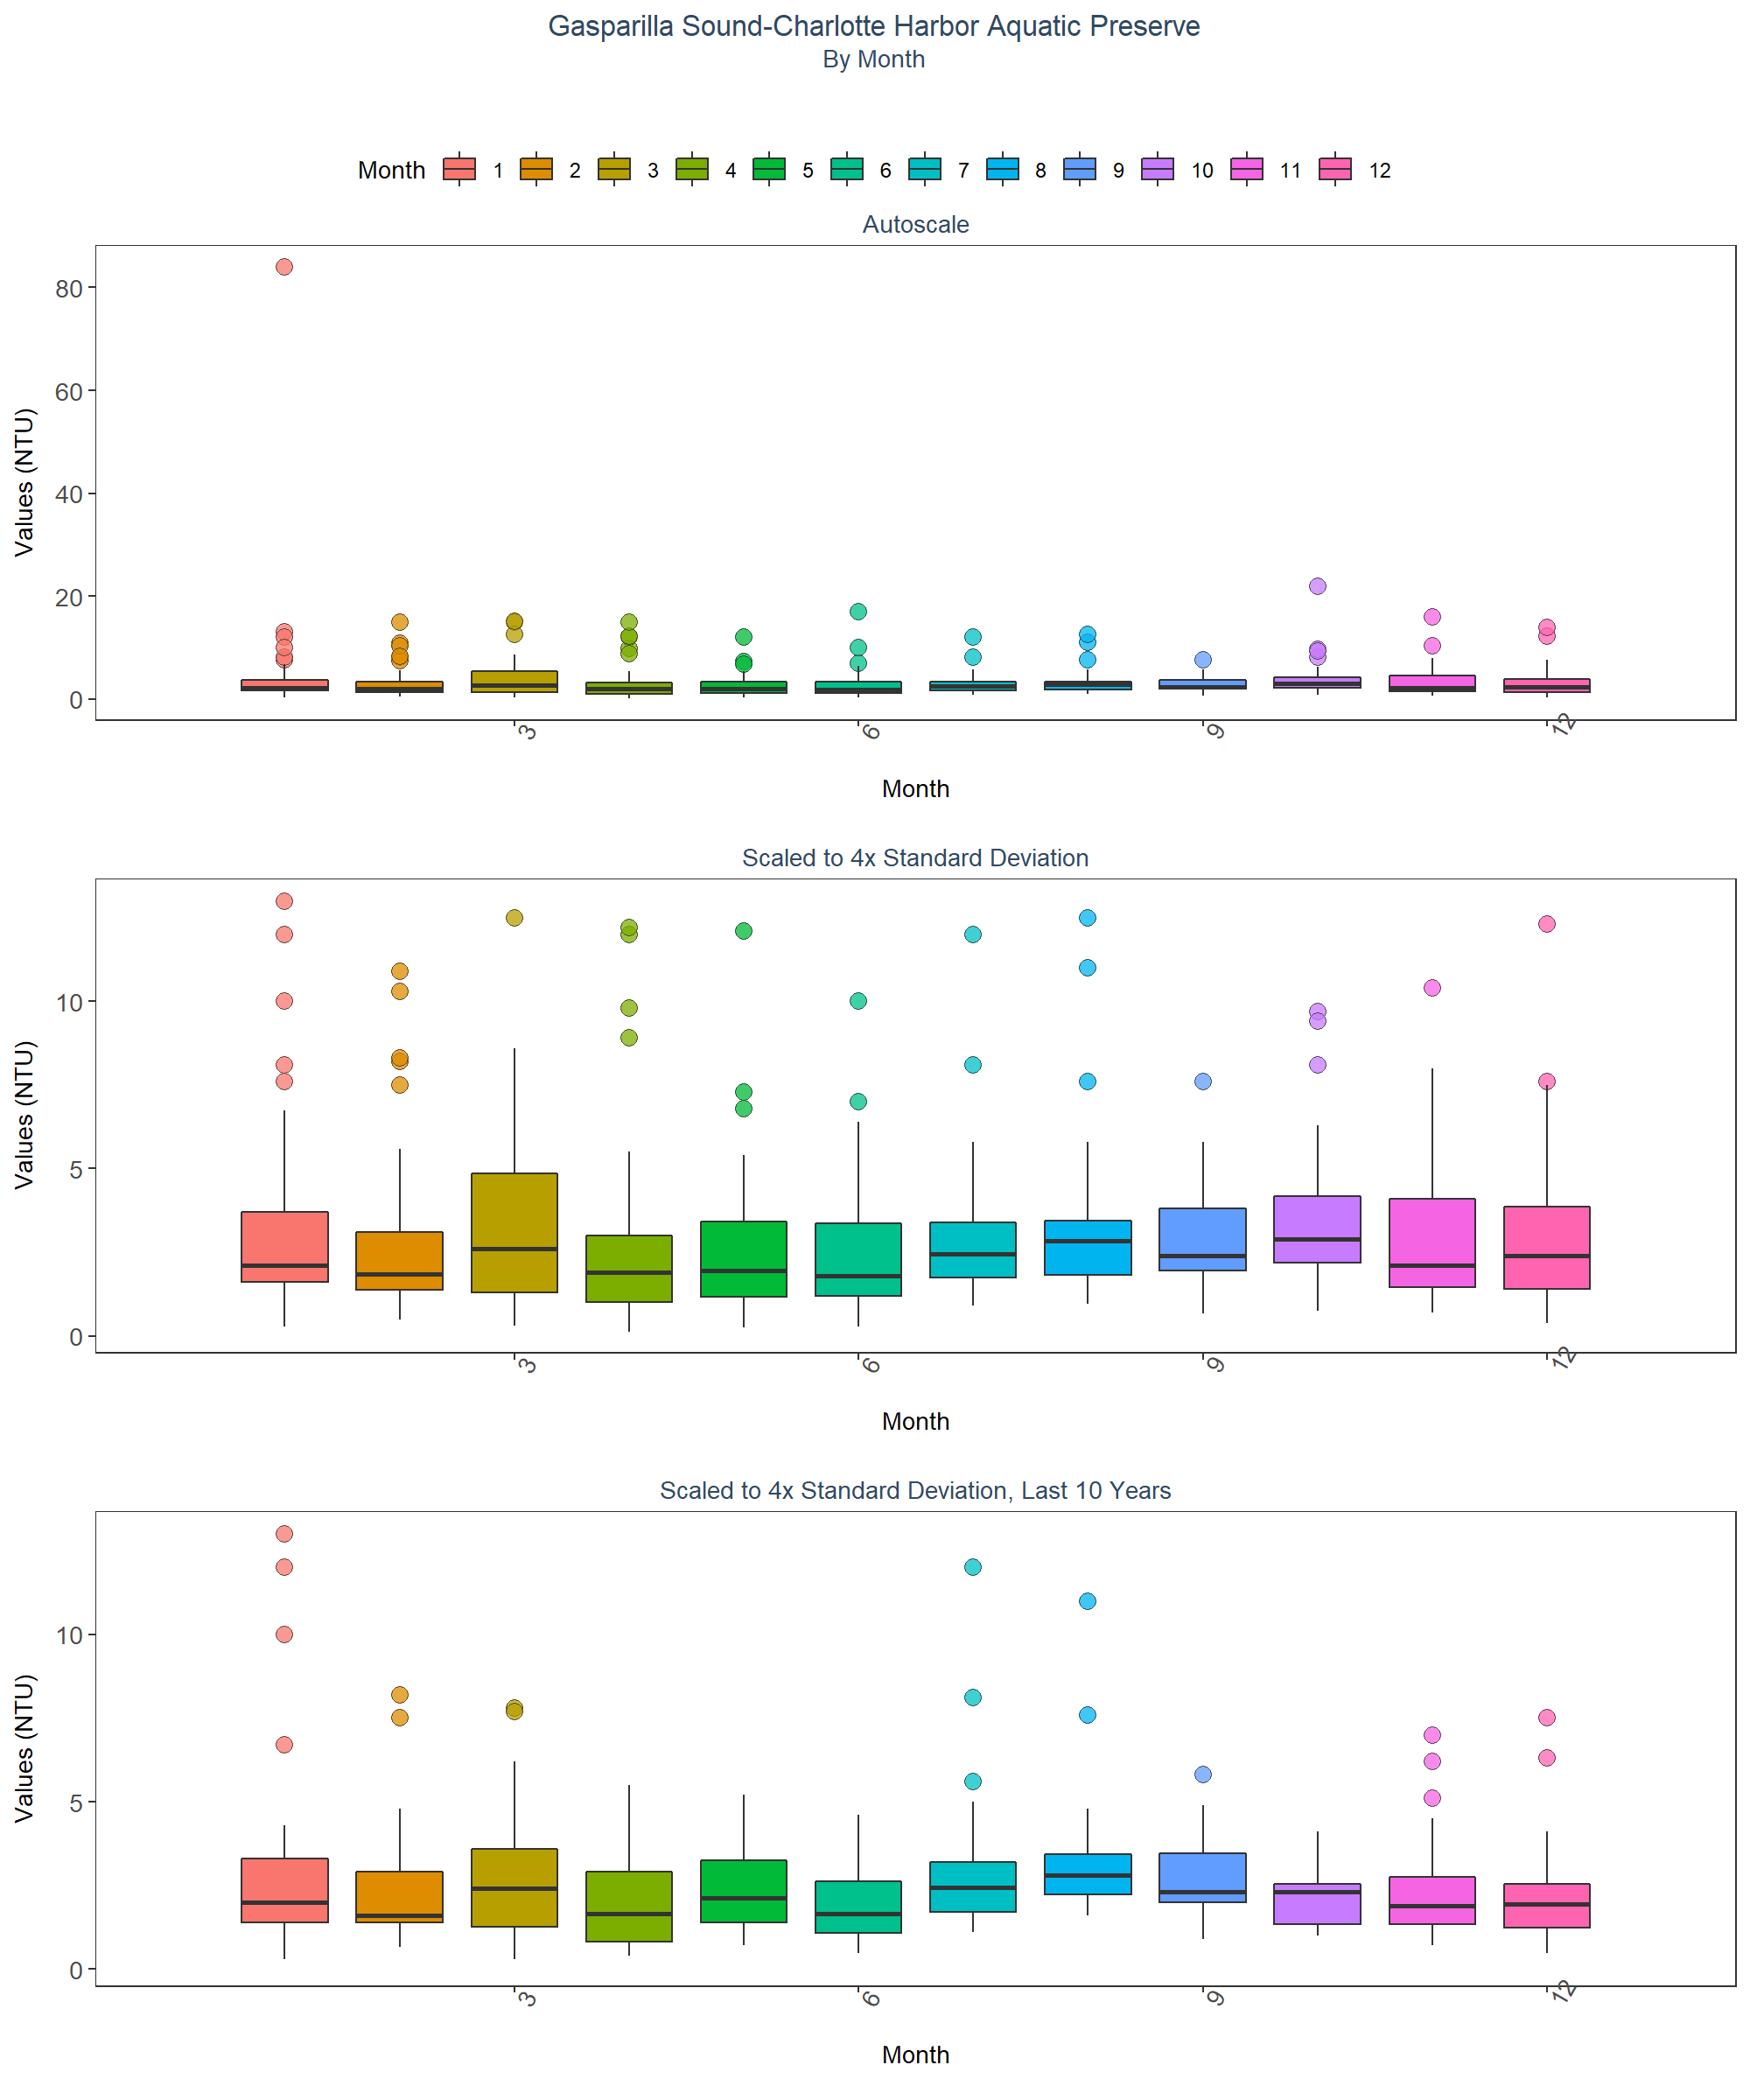 Gasparilla Sound-Charlotte Harbor Aquatic Preserve
By Month
Month 1 2 3 4 5 6 7 8 9 10 11 12
Autoscale
Values (NTU)
80
60
40
20
0
3 6 9 12
Month
Scaled to 4x Standard Deviation
Values (NTU)
10
5
0
3 6 9 12
Month
Scaled to 4x Standard Deviation, Last 10 Years
Values (NTU)
10
5
0
3 6 9 12
Month